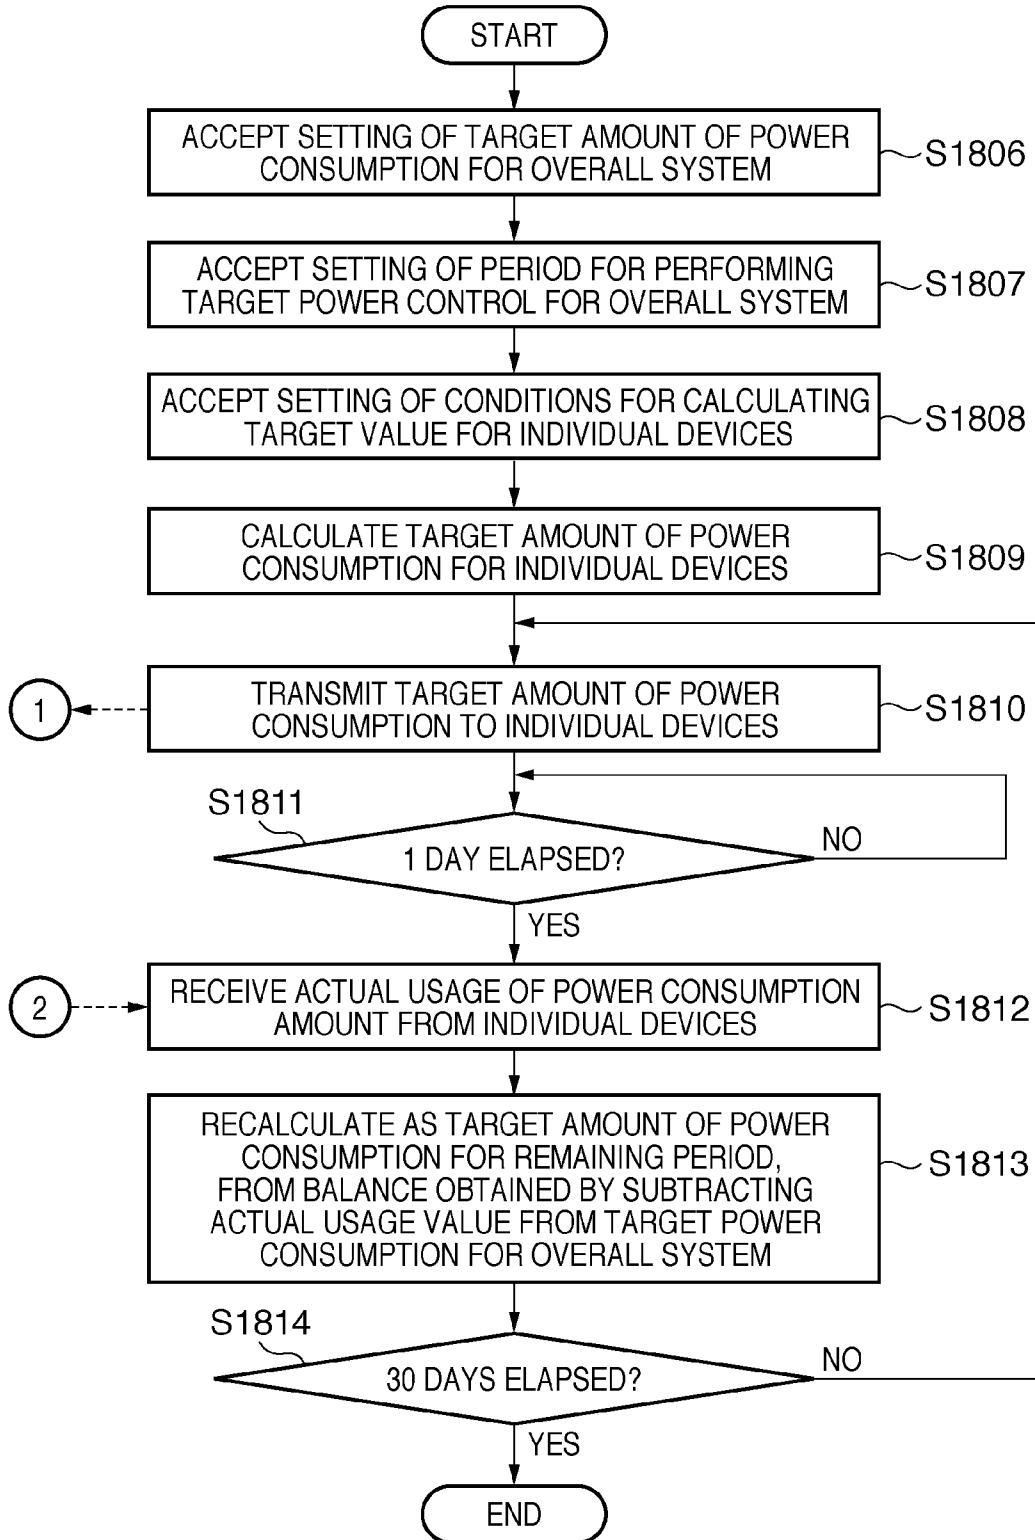 START
ACCEPT SETTING OF TARGET AMOUNT OF POWER
CONSUMPTION FOR OVERALL SYSTEM
S1806
ACCEPT SETTING OF PERIOD FOR PERFORMING
TARGET POWER CONTROL FOR OVERALL SYSTEM
S1807
ACCEPT SETTING OF CONDITIONS FOR CALCULATING
TARGET VALUE FOR INDIVIDUAL DEVICES
S1808
CALCULATE TARGET AMOUNT OF POWER
CONSUMPTION FOR INDIVIDUAL DEVICES
S1809
1
TRANSMIT TARGET AMOUNT OF POWER
CONSUMPTION TO INDIVIDUAL DEVICES
S1810
S1811
1 DAY ELAPSED?
NO
YES
2
RECEIVE ACTUAL USAGE OF POWER CONSUMPTION
AMOUNT FROM INDIVIDUAL DEVICES
S1812
RECALCULATE AS TARGET AMOUNT OF POWER
CONSUMPTION FOR REMAINING PERIOD,
FROM BALANCE OBTAINED BY SUBTRACTING
ACTUAL USAGE VALUE FROM TARGET POWER
CONSUMPTION FOR OVERALL SYSTEM
S1813
S1814
30 DAYS ELAPSED?
NO
YES
END